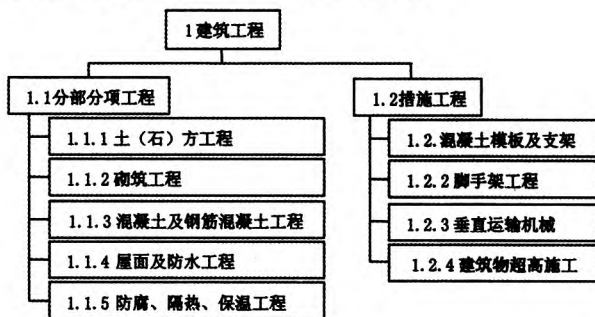 1建筑工程
1.1分部分项工程
1.1.1土（石）方工程
1.1.2砌筑工程
1.1.3混凝土及钢筋混凝土工程
1.1.4屋面及防水工程
1.1.5防腐、隔热、保温工程
1.2措施工程
1.2.混凝土模板及支架
1.2.2脚手架工程
1.2.3垂直运输机械
1.2.4建筑物超高施工